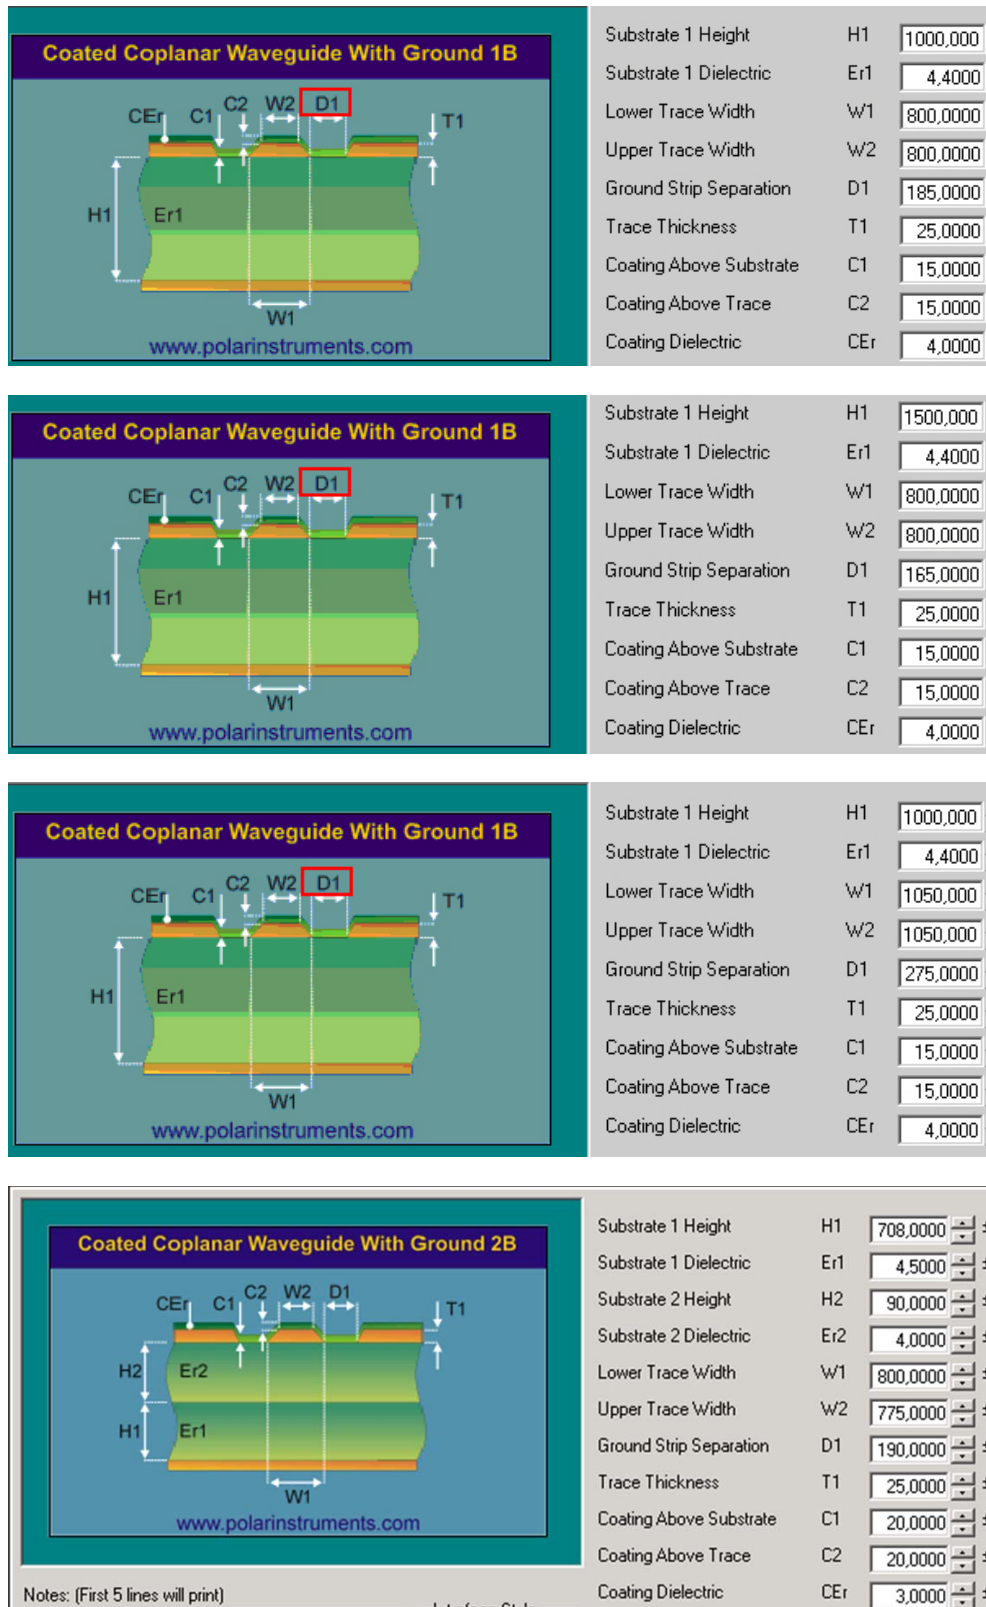 Coated Coplanar Waveguide With Ground 1B
CEr C1 C2 W2 D1 T1
H1 Er1
W1
www.polarinstruments.com
Substrate 1 Height H1 1000,000
Substrate 1 Dielectric Er1 4,4000
Lower Trace Width W1 800,0000
Upper Trace Width W2 800,0000
Ground Strip Separation D1 185,0000
Trace Thickness T1 25,0000
Coating Above Substrate C1 15,0000
Coating Above Trace C2 15,0000
Coating Dielectric CEr 4,0000
Coated Coplanar Waveguide With Ground 1B
CEr C1 C2 W2 D1 T1
H1 Er1
W1
www.polarinstruments.com
Substrate 1 Height H1 1500,000
Substrate 1 Dielectric Er1 4,4000
Lower Trace Width W1 800,0000
Upper Trace Width W2 800,0000
Ground Strip Separation D1 165,0000
Trace Thickness T1 25,0000
Coating Above Substrate C1 15,0000
Coating Above Trace C2 15,0000
Coating Dielectric CEr 4,0000
Coated Coplanar Waveguide With Ground 1B
CEr C1 C2 W2 D1 T1
H1 Er1
W1
www.polarinstruments.com
Substrate 1 Height H1 1000,000
Substrate 1 Dielectric Er1 4,4000
Lower Trace Width W1 1050,000
Upper Trace Width W2 1050,000
Ground Strip Separation D1 275,0000
Trace Thickness T1 25,0000
Coating Above Substrate C1 15,0000
Coating Above Trace C2 15,0000
Coating Dielectric CEr 4,0000
Coated Coplanar Waveguide With Ground 2B
CEr C1 C2 W2 D1 T1
H2 Er2
H1 Er1
W1
www.polarinstruments.com
Notes: (First 5 lines will print)
Substrate 1 Height H1 708,0000
Substrate 1 Dielectric Er1 4,5000
Substrate 2 Height H2 90,0000
Substrate 2 Dielectric Er2 4,0000
Lower Trace Width W1 800,0000
Upper Trace Width W2 775,0000
Ground Strip Separation D1 190,0000
Trace Thickness T1 25,0000
Coating Above Substrate C1 20,0000
Coating Above Trace C2 20,0000
Coating Dielectric CEr 3,0000